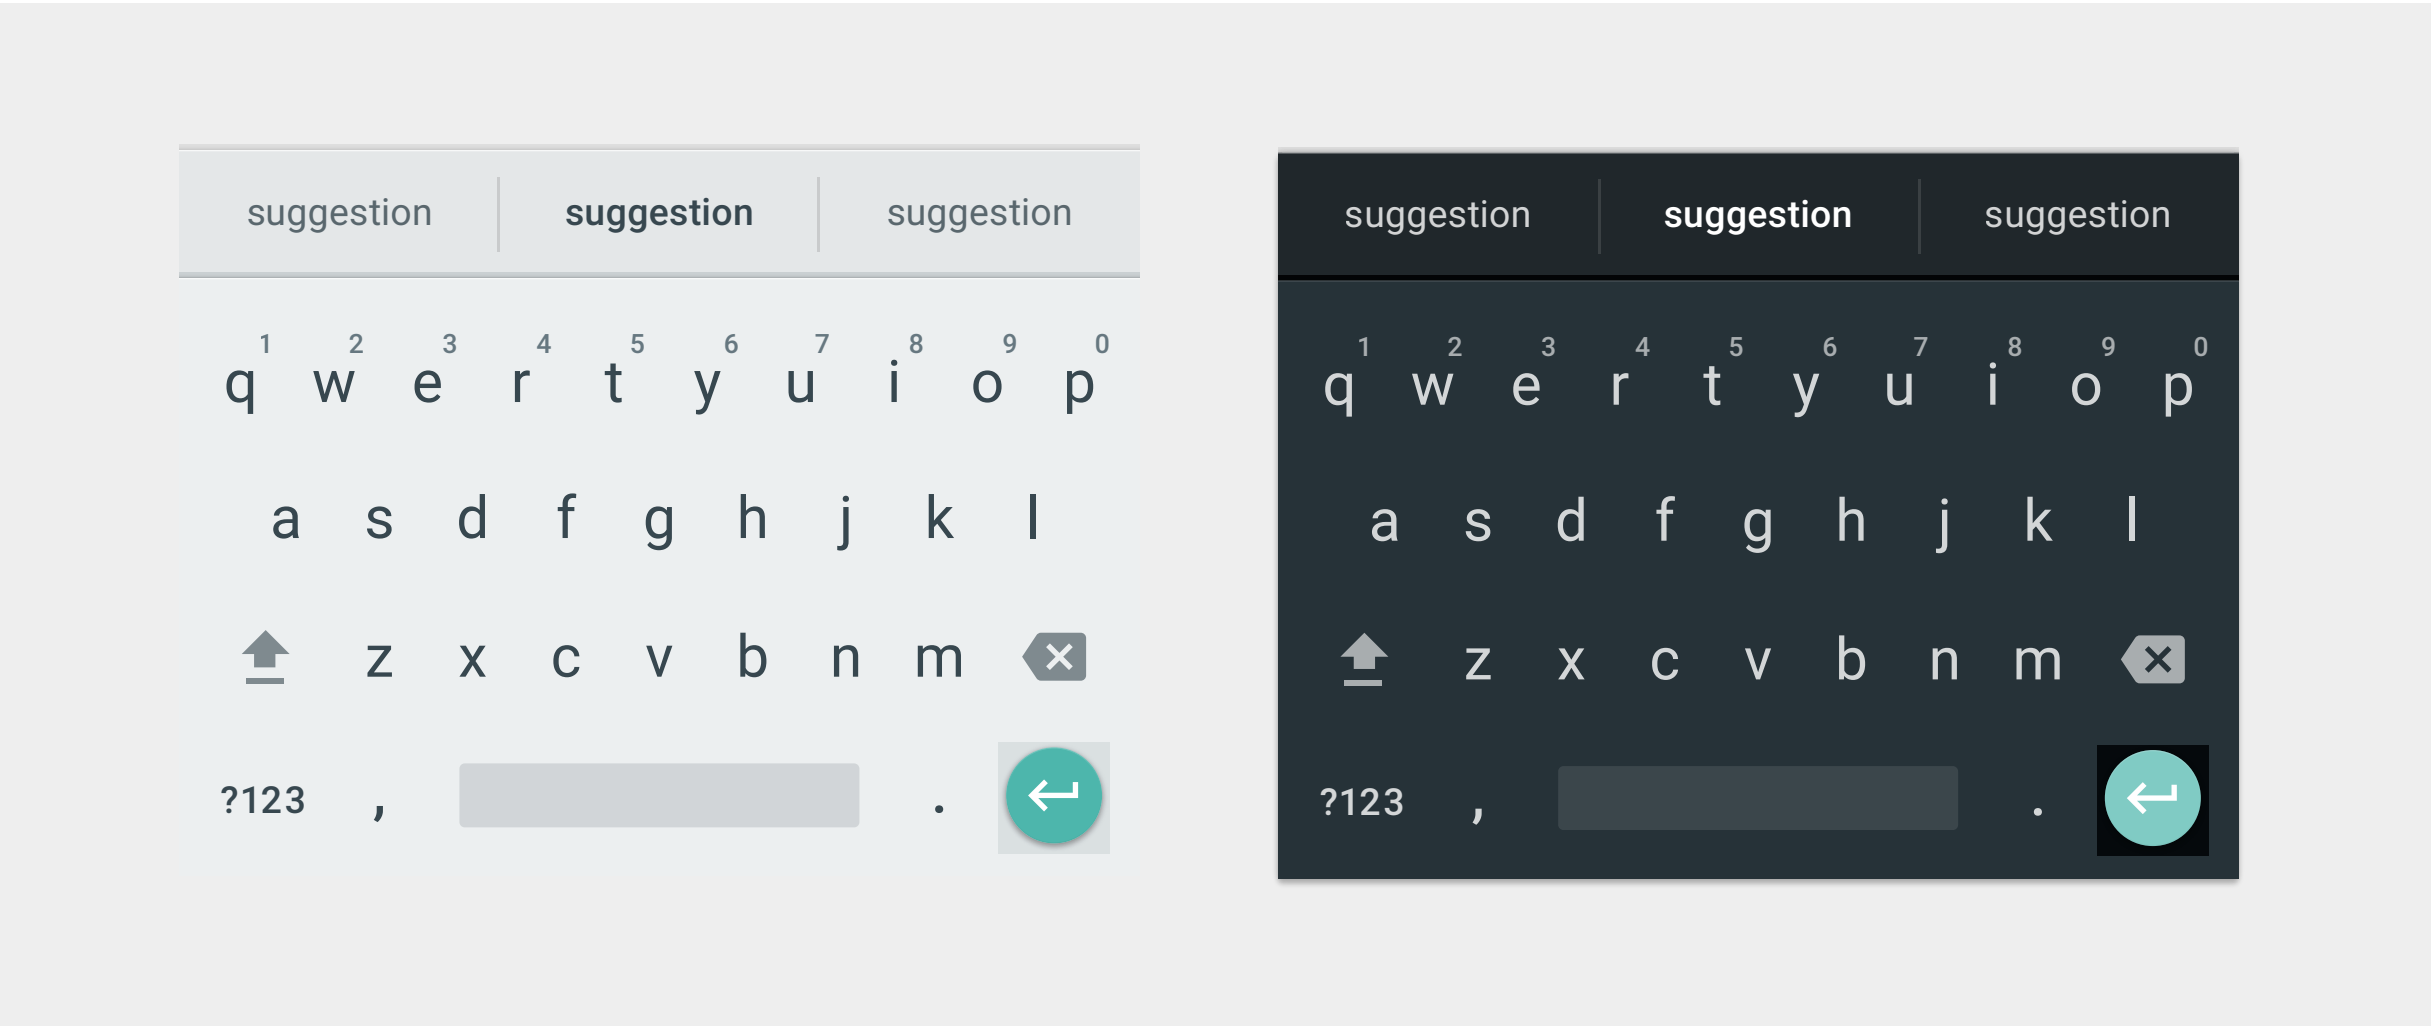 suggestion suggestion suggestion
1 2 3 4 5 6 7 8 9 0
q w e r t y u i o p
a s d f g h j k l
z x c v b n m
?123 , .
suggestion suggestion suggestion
1 2 3 4 5 6 7 8 9 0
q w e r t y u i o p
a s d f g h j k l
z x c v b n m
?123 , .